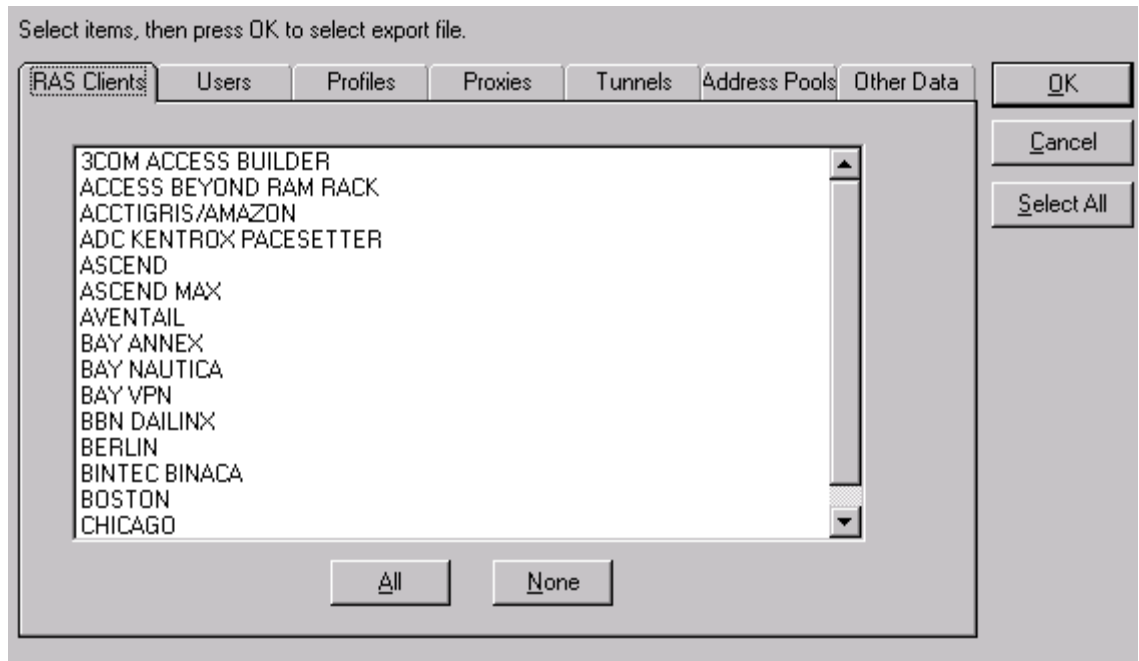 Select items, then press OK to select export file.
RAS Clients Users Profiles Proxies Tunnels Address Pools Other Data
OK
Cancel
Select All
3COM ACCESS BUILDER
ACCESS BEYOND RAM RACK
ACCTIGRIS/AMAZON
ADC KENTROX PACESETTER
ASCEND
ASCEND MAX
AVENTAIL
BAY ANNEX
BAY NAUTICA
BAY VPN
BBN DAILINX
BERLIN
BINTEC BINACA
BOSTON
CHICAGO
All None